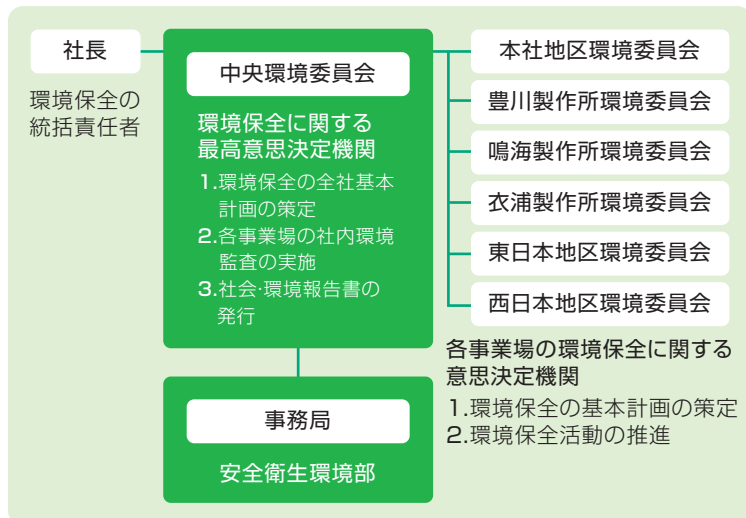 社長
環境保全の
統括責任者
中央環境委員会
環境保全に関する
最高意思決定機関
1.環境保全の全社基本
計画の策定
2.各事業場の社内環境
監査の実施
3.社会・環境報告書の
発行
事務局
安全衛生環境部
本社地区環境委員会
豊川製作所環境委員会
鳴海製作所環境委員会
衣浦製作所環境委員会
東日本地区環境委員会
西日本地区環境委員会
各事業場の環境保全に関する
意思決定機関
1.環境保全の基本計画の策定
2.環境保全活動の推進